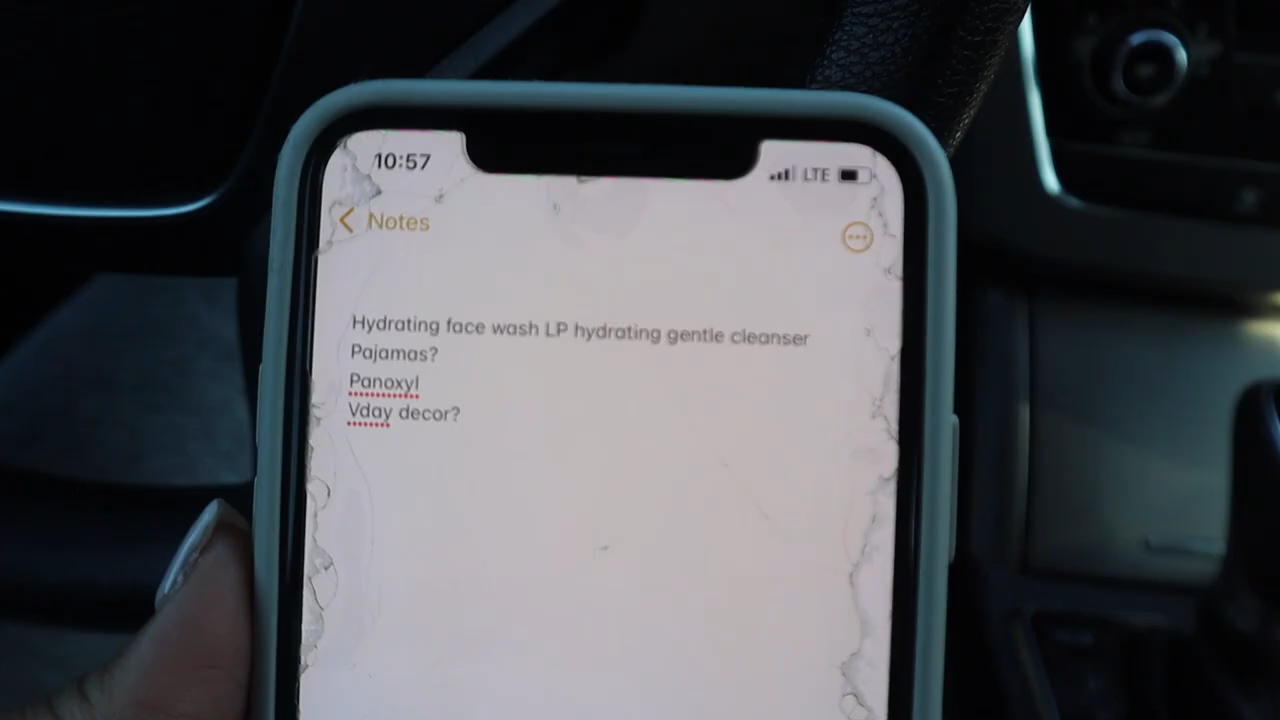 10:57
LTE
Notes
Hydrating face wash LP hydrating gentle cleanser
Pajamas?
Panoxyl
Vday decor?